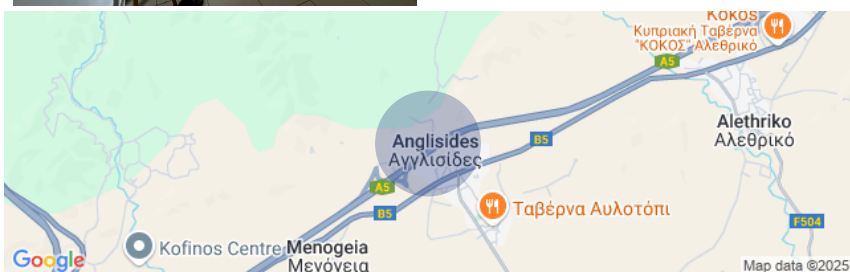 Kokos
Κυπριακή Ταβέρνα
"ΚΟΚΟΣ" Αλεθρικό
A5
Anglisides
Αγγλισίδες
B5
Alethriko
Αλεθρικό
A5
B5
Ταβέρνα Αυλοτόπι
F504
Kofinos Centre
Menogeia
Μενόγεια
Google
Map data ©2025